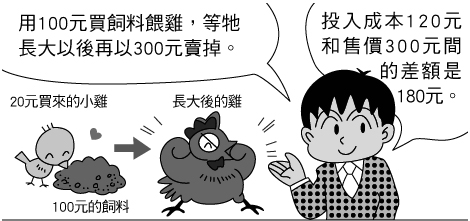 用100元買飼料餵雞,等牠
長大以後再以300元賣掉。
投入成本120元
和售價300元間
的差額是
180元。
20元買來的小雞
長大後的雞
100元的飼料